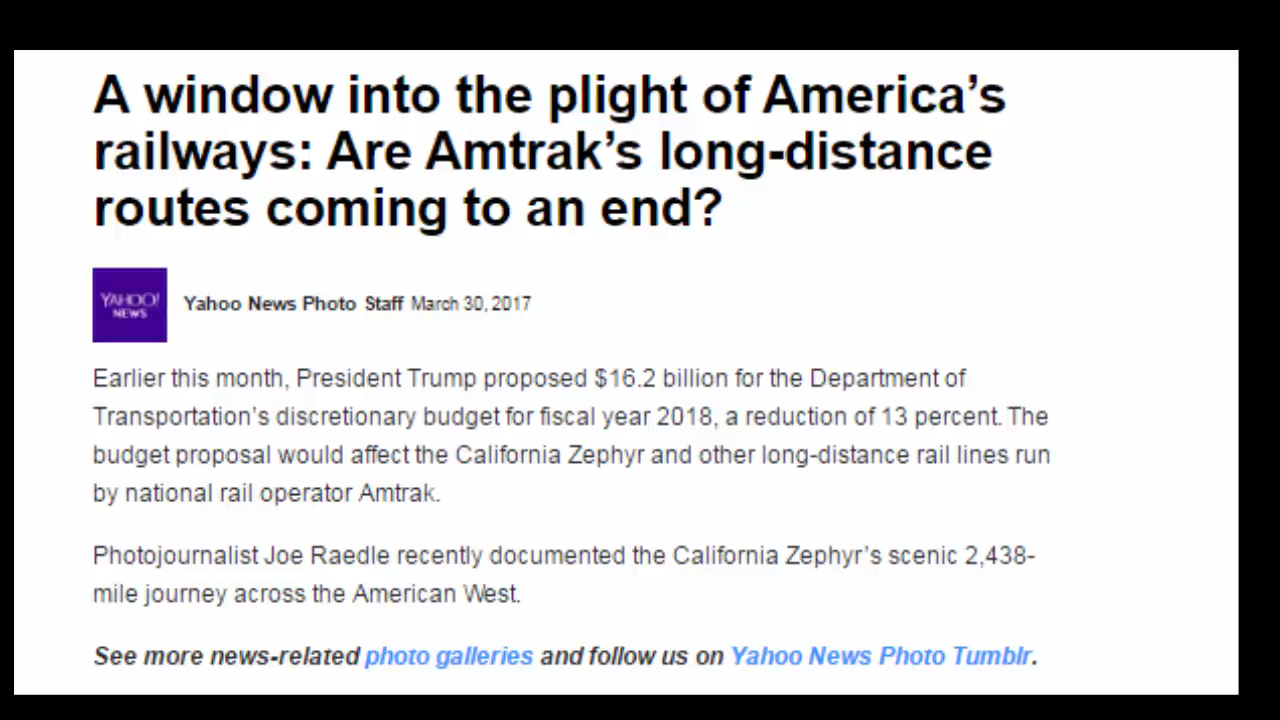 A window into the plight of America’s
railways: Are Amtrak’s long-distance
routes coming to an end?
YAHOO!
NEWS
Yahoo News Photo Staff March 30, 2017
Earlier this month, President Trump proposed $16.2 billion for the Department of
Transportation’s discretionary budget for fiscal year 2018, a reduction of 13 percent. The
budget proposal would affect the California Zephyr and other long-distance rail lines run
by national rail operator Amtrak.
Photojournalist Joe Raedle recently documented the California Zephyr’s scenic 2,438-
mile journey across the American West.
See more news-related photo galleries and follow us on Yahoo News Photo Tumblr.